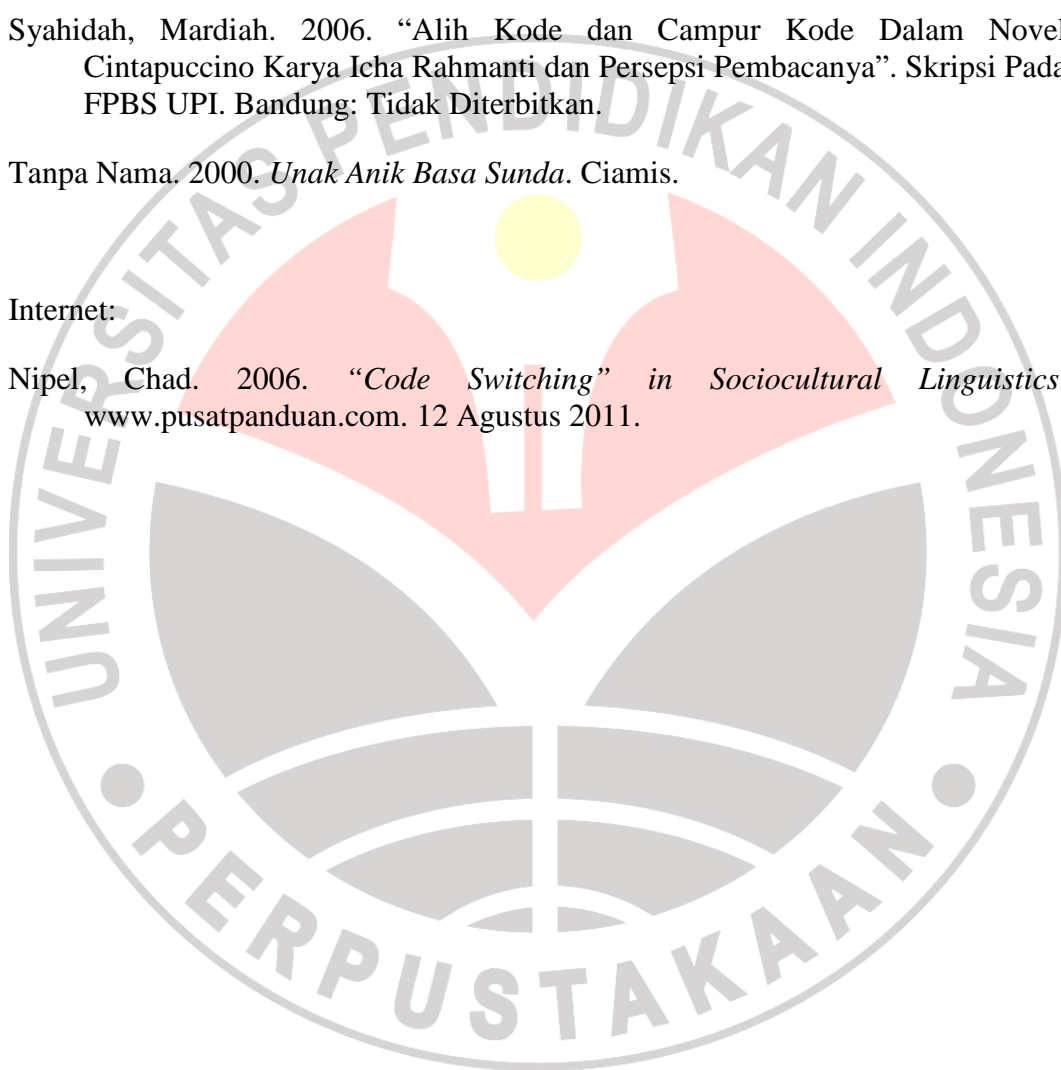 Syahidah, Mardiah. 2006. “Alih Kode dan Campur Kode Dalam Novel
Cintapuccino Karya Icha Rahmanti dan Persepsi Pembacanya”. Skripsi Pada
FPBS UPI. Bandung: Tidak Diterbitkan.
Tanpa Nama. 2000. Unak Anik Basa Sunda. Ciamis.
Internet:
Nipel, Chad. 2006. “Code Switching” in Sociocultural Linguistics
www.pusatpanduan.com. 12 Agustus 2011.
UNIVERSITAS PENDIDIKAN INDONESIA
PERPUSTAKAAN